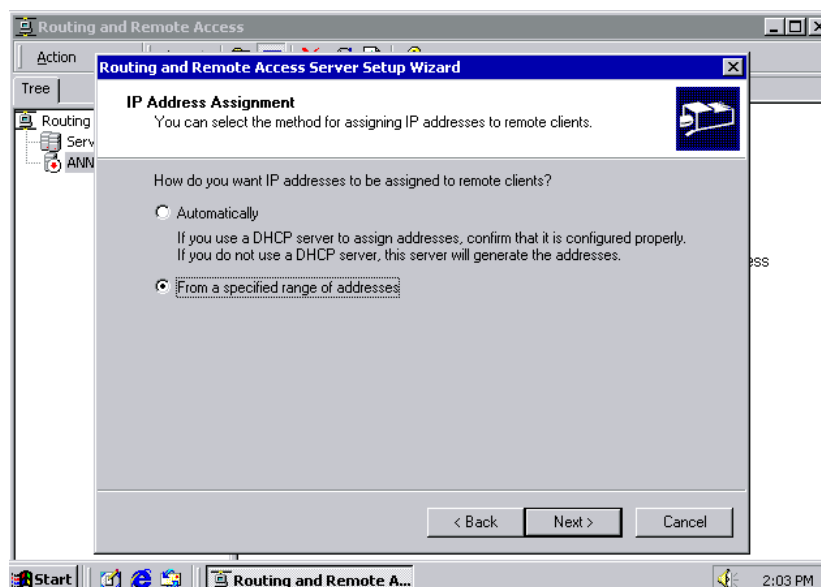 Routing and Remote Access
Action
Tree
Routing
Serv
ANN
ess
Routing and Remote Access Server Setup Wizard
IP Address Assignment
You can select the method for assigning IP addresses to remote clients.
How do you want IP addresses to be assigned to remote clients?
Automatically
If you use a DHCP server to assign addresses, confirm that it is configured properly.
If you do not use a DHCP server, this server will generate the addresses.
From a specified range of addresses
< Back Next > Cancel
Start Routing and Remote A... 2:03 PM